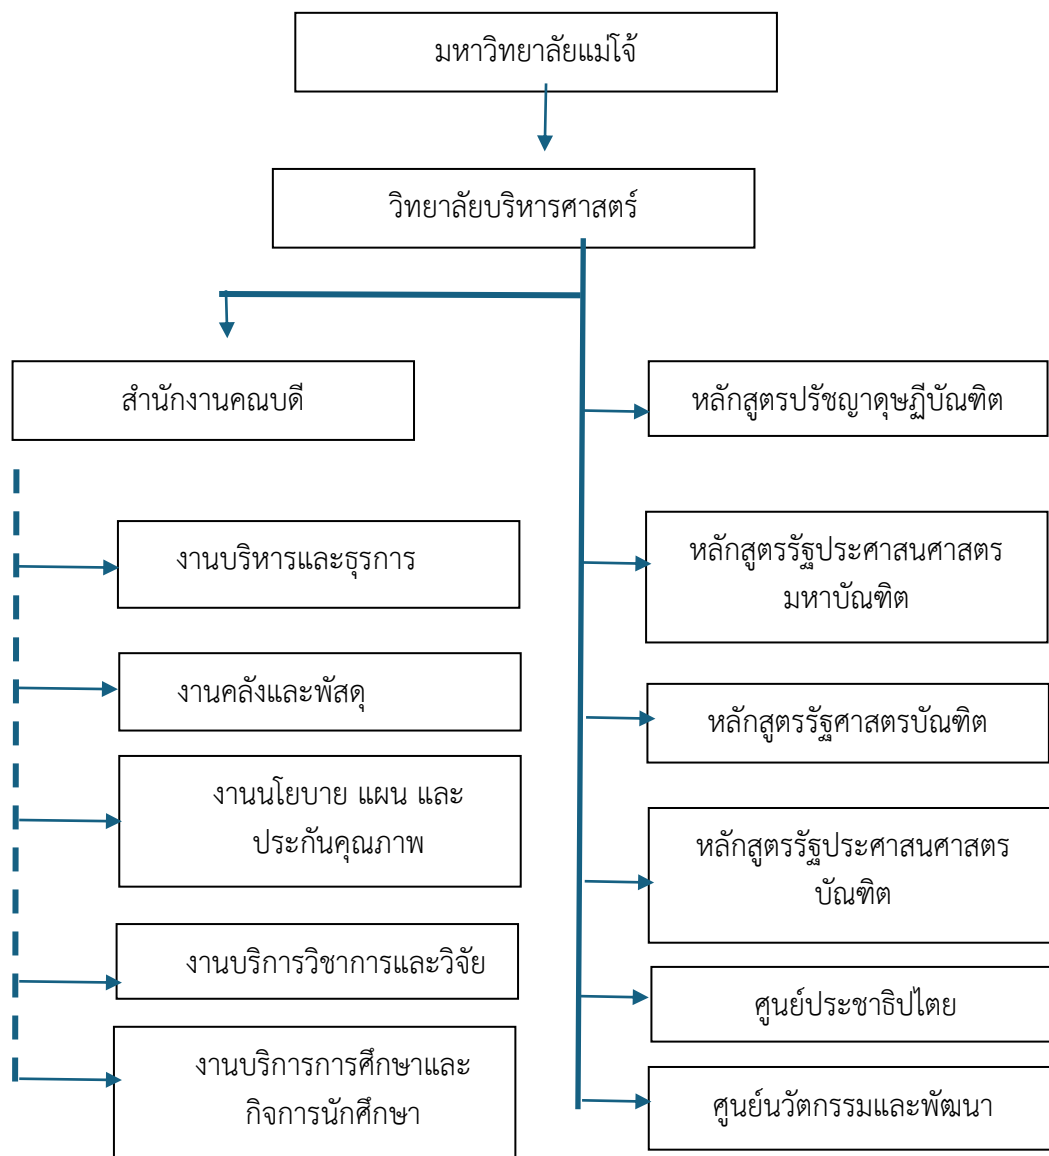 มหาวิทยาลัยแม่โจ้
วิทยาลัยบริหารศาสตร์
สำนักงานคณบดี
งานบริหารและธุรการ
งานคลังและพัสดุ
งานนโยบาย แผน และ
ประกันคุณภาพ
งานบริการวิชาการและวิจัย
งานบริการการศึกษาและ
กิจการนักศึกษา
หลักสูตรปรัชญาดุษฏีบัณฑิต
หลักสูตรรัฐประศาสนศาสตร
มหาบัณฑิต
หลักสูตรรัฐศาสตรบัณฑิต
หลักสูตรรัฐประศาสนศาสตร
บัณฑิต
ศูนย์ประชาธิปไตย
ศูนย์นวัตกรรมและพัฒนา